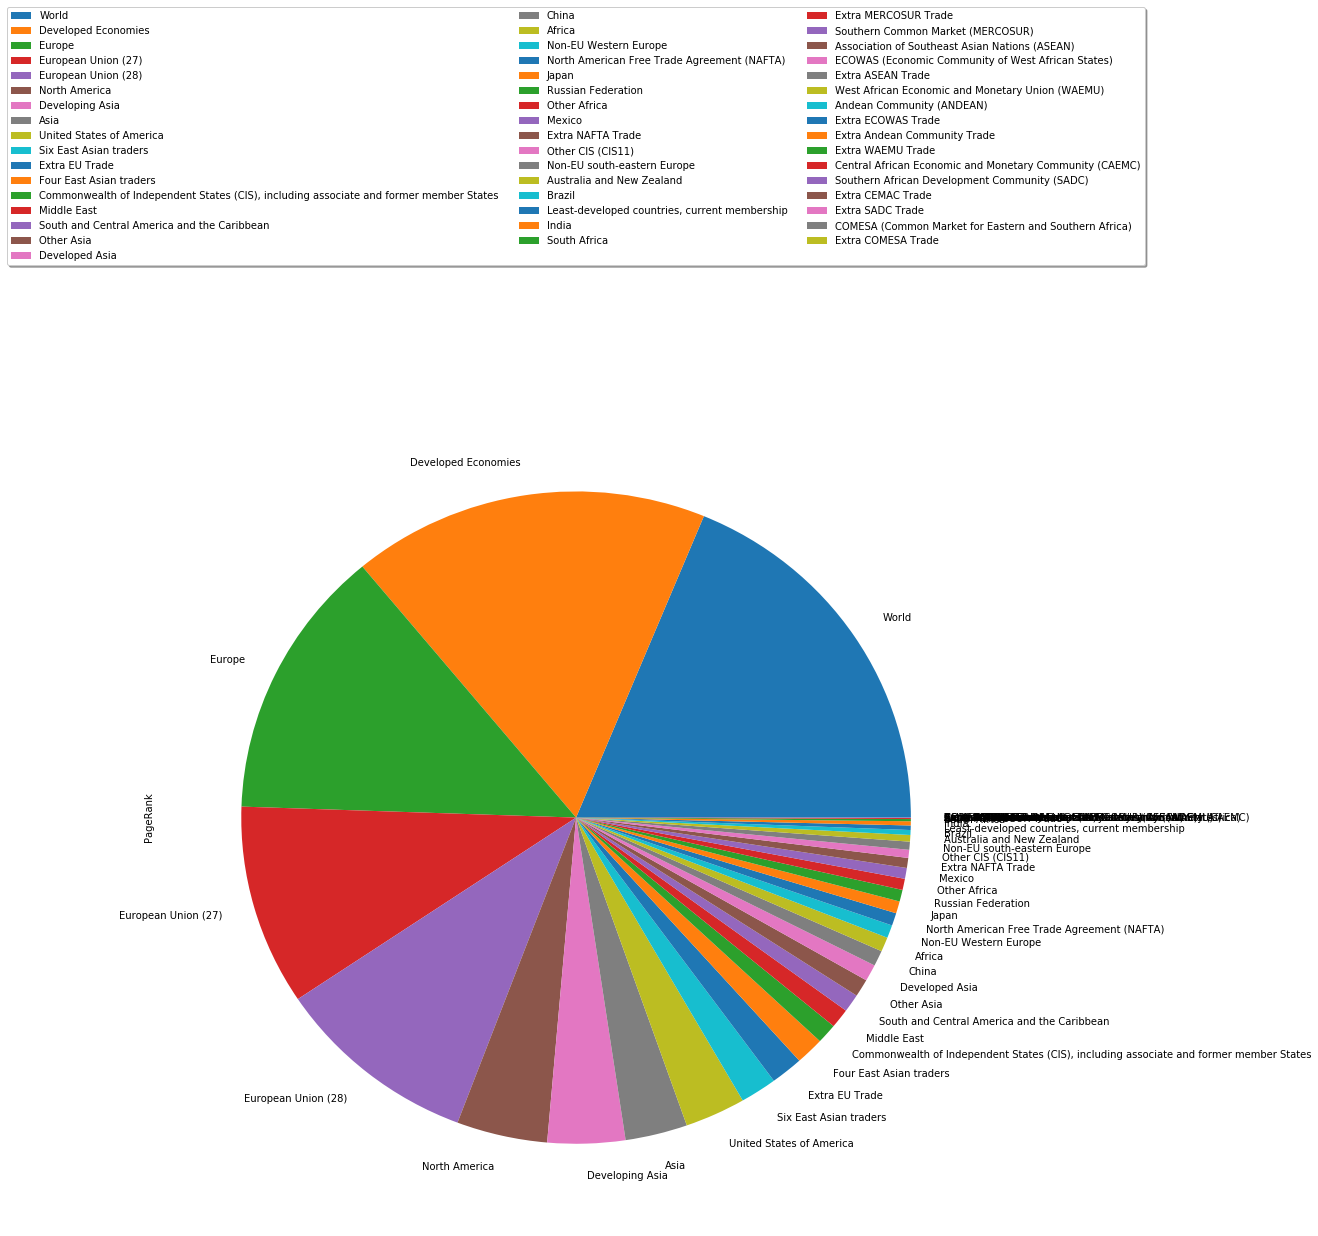 World
Developed Economies
Europe
European Union (27)
European Union (28)
North America
Developing Asia
Asia
United States of America
Six East Asian traders
Extra EU Trade
Four East Asian traders
Commonwealth of Independent States (CIS), including associate and former member States
Middle East
South and Central America and the Caribbean
Other Asia
Developed Asia
China
Africa
Non-EU Western Europe
North American Free Trade Agreement (NAFTA)
Japan
Russian Federation
Other Africa
Mexico
Extra NAFTA Trade
Other CIS (CIS11)
Non-EU south-eastern Europe
Australia and New Zealand
Brazil
Least-developed countries, current membership
India
South Africa
Extra MERCOSUR Trade
Southern Common Market (MERCOSUR)
Association of Southeast Asian Nations (ASEAN)
ECOWAS (Economic Community of West African States)
Extra ASEAN Trade
West African Economic and Monetary Union (WAEMU)
Andean Community (ANDEAN)
Extra ECOWAS Trade
Extra Andean Community Trade
Extra WAEMU Trade
Central African Economic and Monetary Community (CAEMC)
Southern African Development Community (SADC)
Extra CEMAC Trade
Extra SADC Trade
COMESA (Common Market for Eastern and Southern Africa)
Extra COMESA Trade
Developed Economies
World
Europe
PageRank
European Union (27)
European Union (28)
North America
Developing Asia
Asia
United States of America
Six East Asian traders
Extra EU Trade
Four East Asian traders
Commonwealth of Independent States (CIS), including associate and former member States
Middle East
South and Central America and the Caribbean
Other Asia
Developed Asia
China
Africa
Non-EU Western Europe
North American Free Trade Agreement (NAFTA)
Japan
Russian Federation
Other Africa
Mexico
Extra NAFTA Trade
Other CIS (CIS11)
Non-EU south-eastern Europe
Australia and New Zealand
Brazil
Least-developed countries, current membership
India